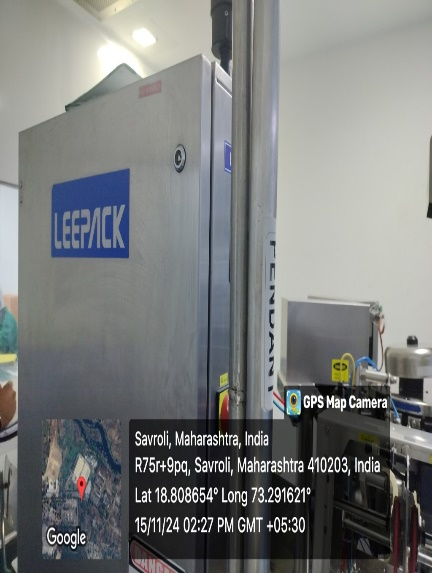 LEEPACK
PENDANT
GPS Map Camera
Savroli, Maharashtra, India
R75r+9pq, Savroli, Maharashtra 410203, India
Lat 18.808654° Long 73.291621°
15/11/24 02:27 PM GMT +05:30
Google